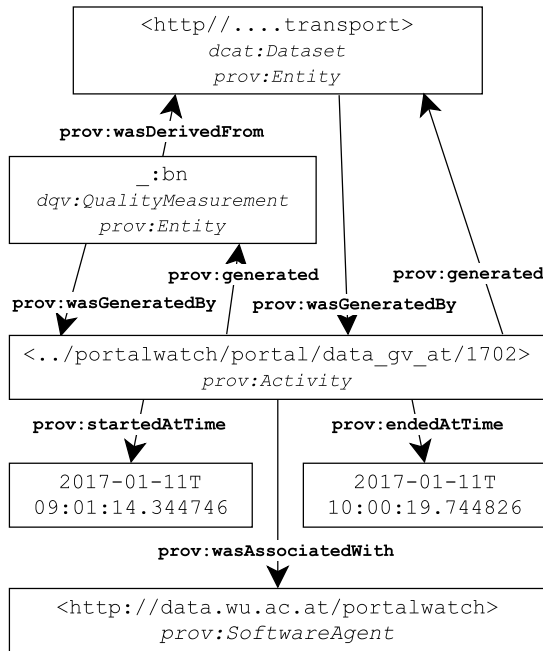 <http//....transport>
dcat:Dataset
prov:Entity
prov:wasDerivedFrom
_:bn
dqv:QualityMeasurement
prov:Entity
prov:generated
prov:generated
prov:wasGeneratedBy
prov:wasGeneratedBy
<../portalwatch/portal/data_gv_at/1702>
prov:Activity
prov:startedAtTime
prov:endedAtTime
2017-01-11T
09:01:14.344746
2017-01-11T
10:00:19.744826
prov:wasAssociatedWith
<http://data.wu.ac.at/portalwatch>
prov:SoftwareAgent